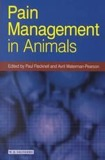 Pain
Management
in Animals
Edited by Paul Flecknell and Avril Waterman-Pearson